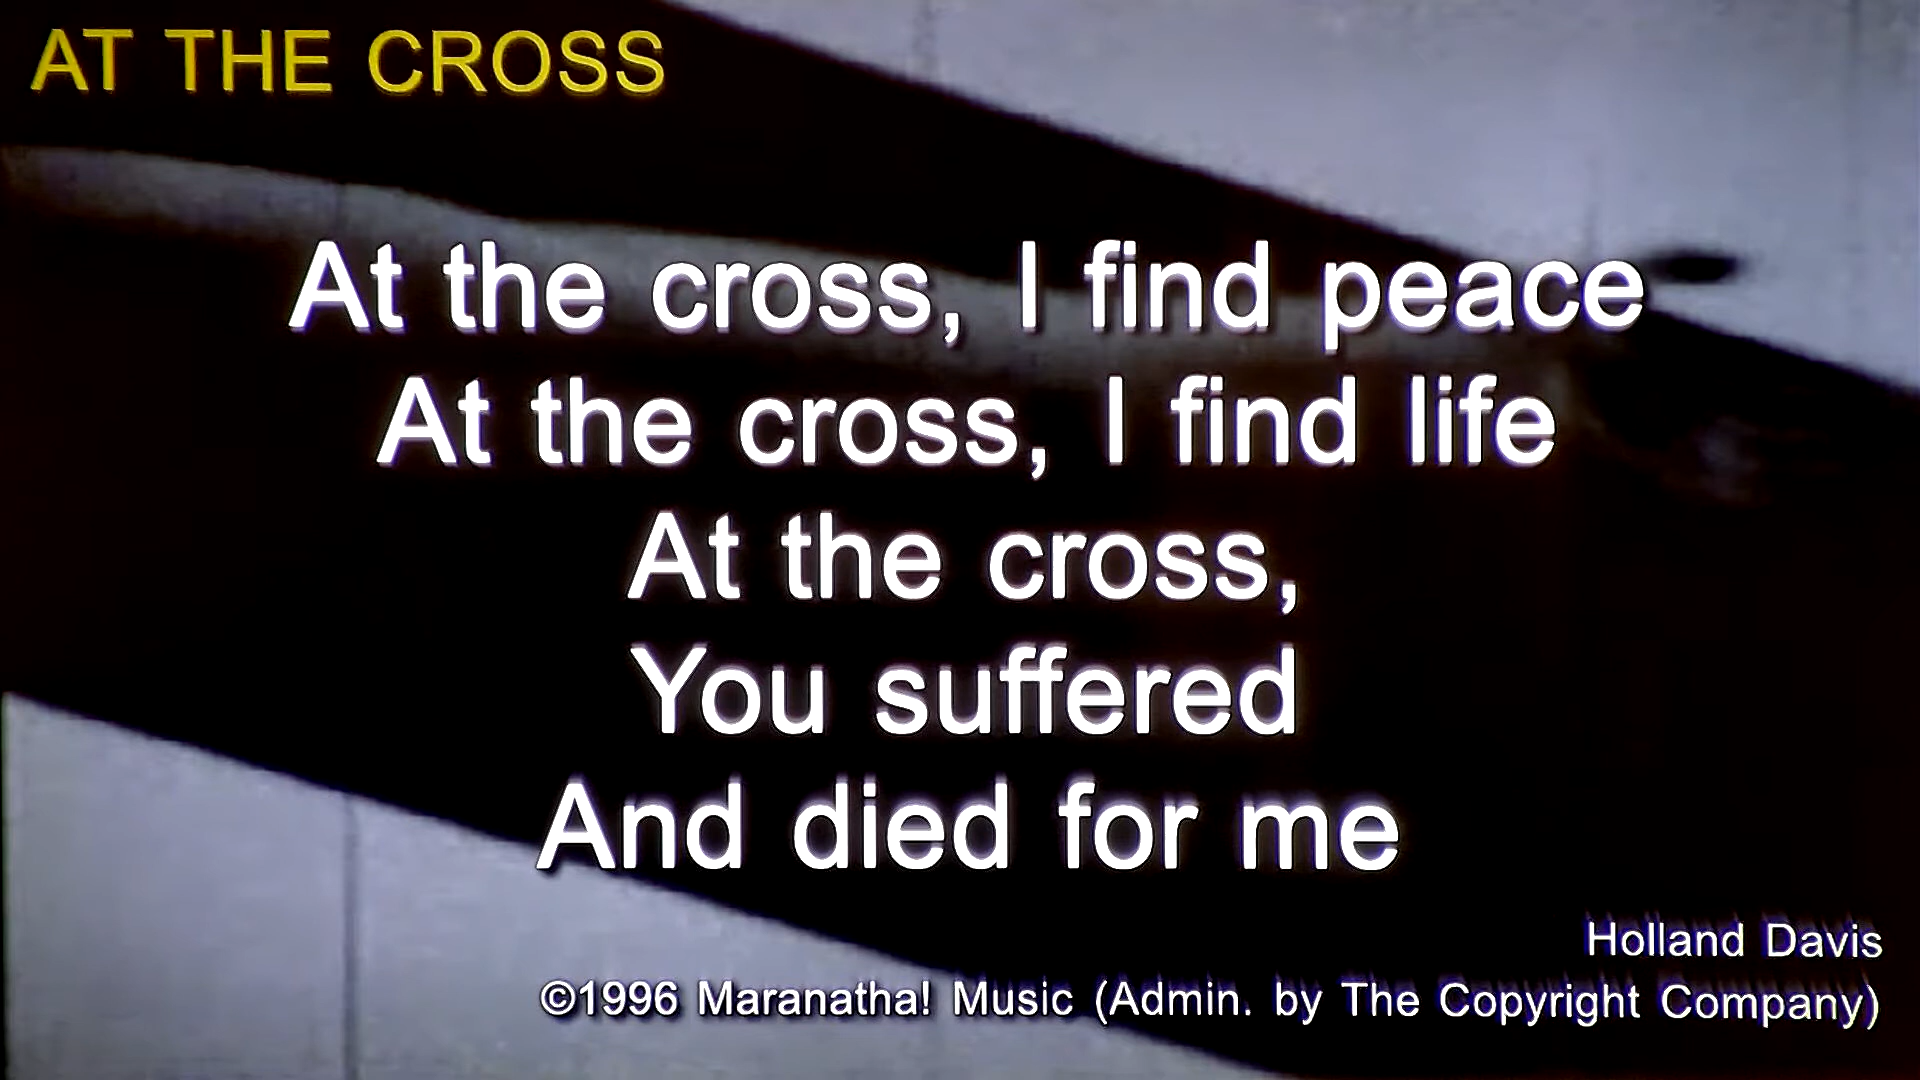 AT THE CROSS
At the cross, I find peace
At the cross, I find life
At the cross,
You suffered
And died for me
Holland Davis
©1996 Maranatha! Music (Admin. by The Copyright Company)